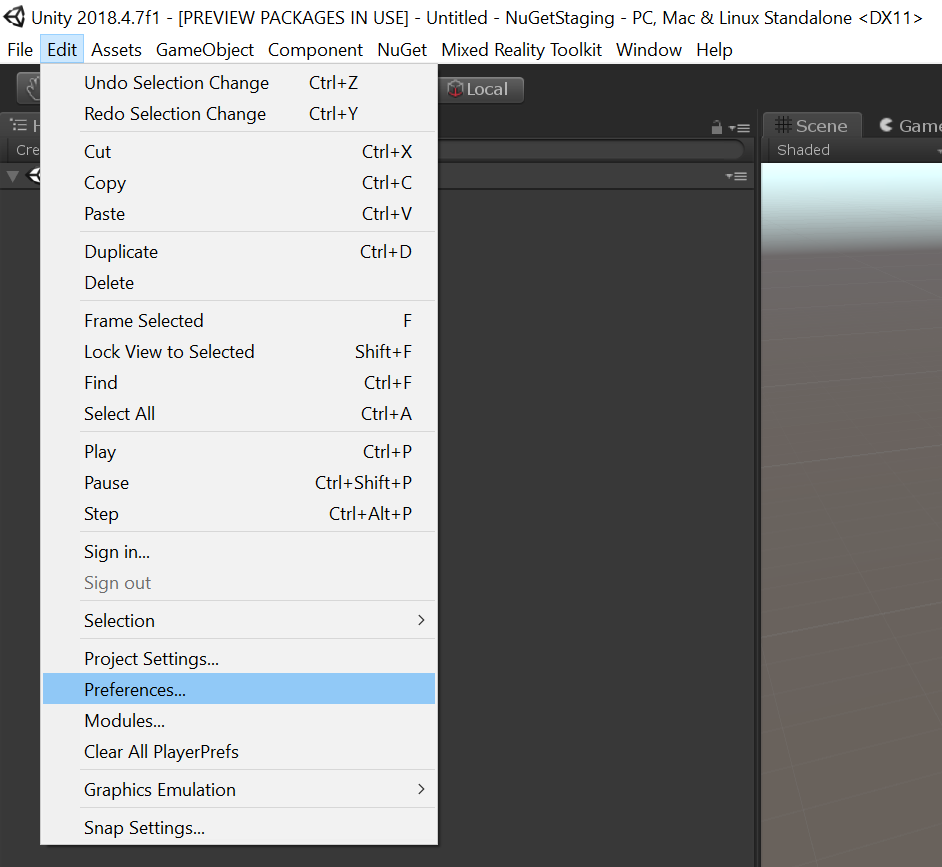 Unity 2018.4.7f1 - [PREVIEW PACKAGES IN USE] - Untitled - NuGetStaging - PC, Mac & Linux Standalone <DX11>
File Edit Assets GameObject Component NuGet Mixed Reality Toolkit Window Help
Local
Undo Selection Change Ctrl+Z
Redo Selection Change Ctrl+Y
Scene Game
Cre
Shaded
Cut Ctrl+X
Copy Ctrl+C
Paste Ctrl+V
Duplicate Ctrl+D
Delete
Frame Selected F
Lock View to Selected Shift+F
Find Ctrl+F
Select All Ctrl+A
Play Ctrl+P
Pause Ctrl+Shift+P
Step Ctrl+Alt+P
Sign in...
Sign out
Selection
Project Settings...
Preferences...
Modules...
Clear All PlayerPrefs
Graphics Emulation
Snap Settings...